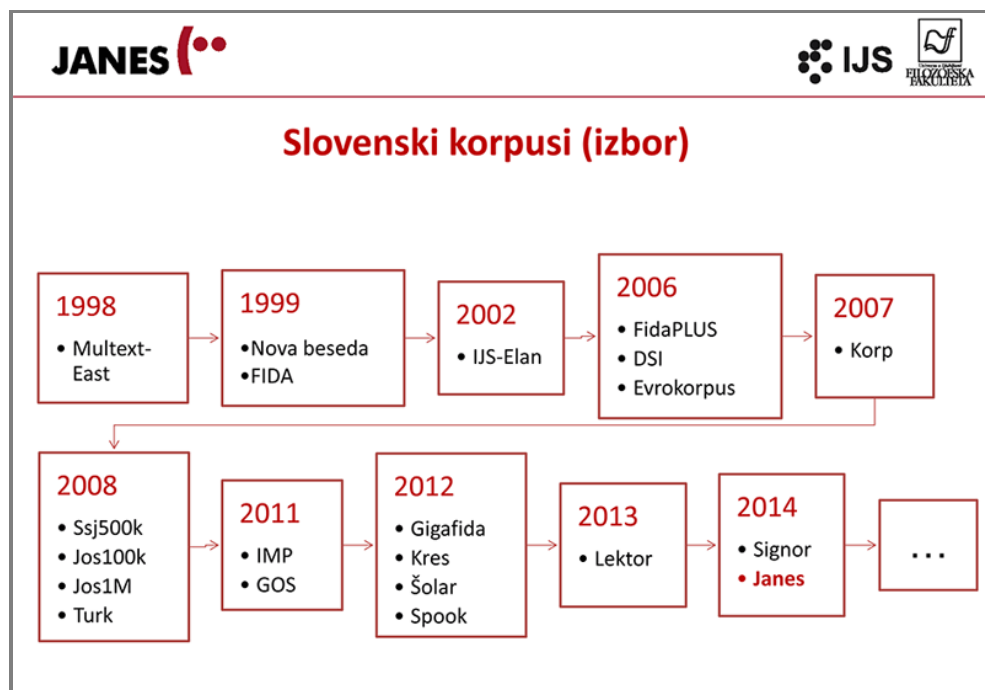 JANES
IJS
Univerza v Ljubljani
FILOZOFSKA
FAKULTETA
Slovenski korpusi (izbor)
1998
• Multext-
East
1999
•Nova beseda
•FIDA
2002
• IJS-Elan
2006
• FidaPLUS
• DSI
• Evrokorpus
2007
• Korp
2008
• Ssj500k
• Jos100k
• Jos1M
• Turk
2011
• IMP
• GOS
2012
• Gigafida
• Kres
• Šolar
• Spook
2013
• Lektor
2014
• Signor
• Janes
...